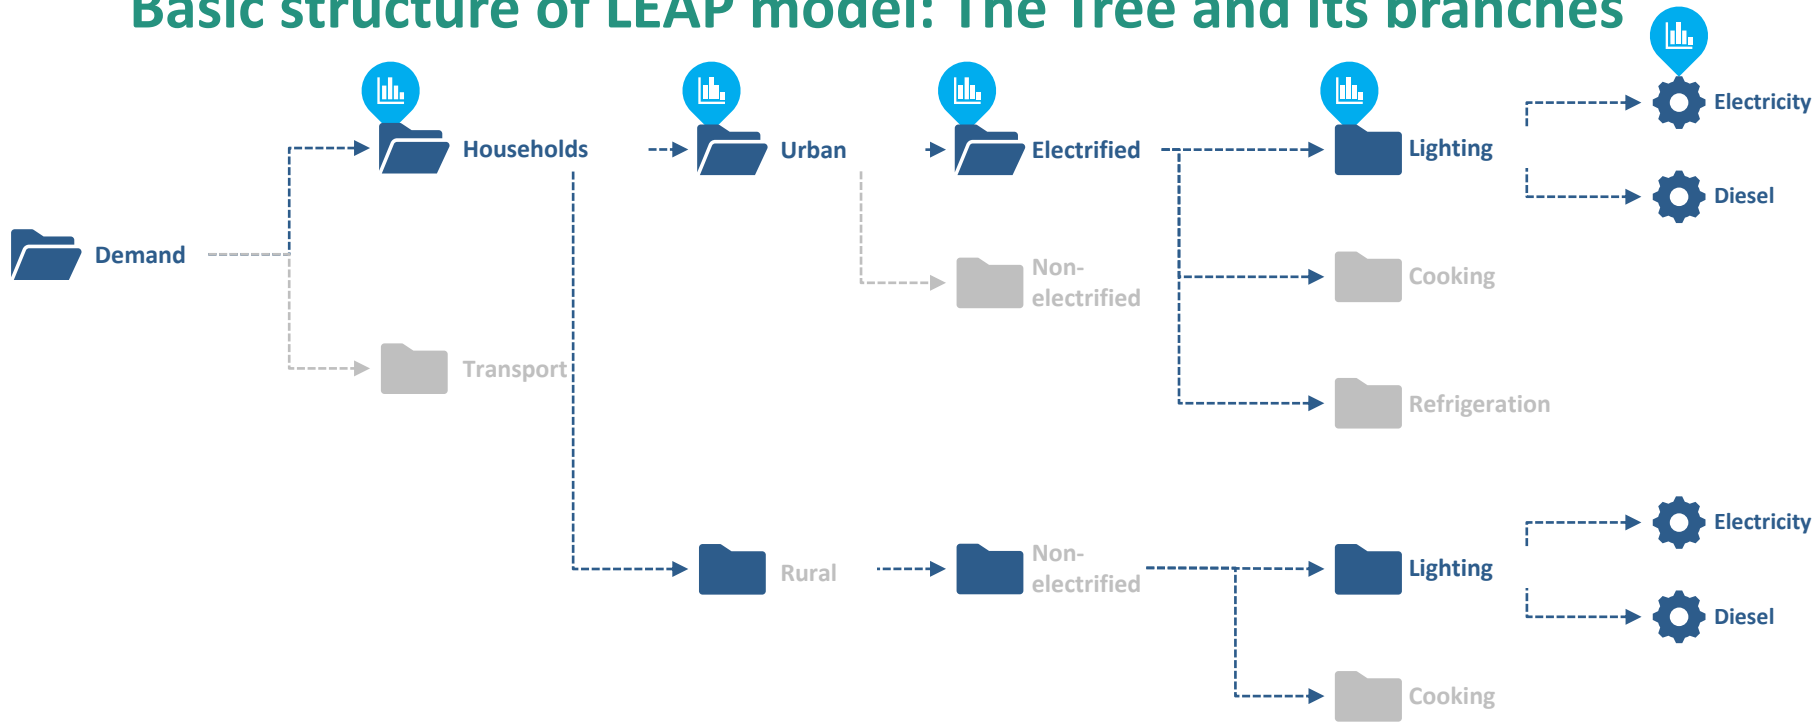 Basic structure of LEAP model: The Tree and its branches
Electricity
Households
Urban
Electrified
Lighting
Diesel
Demand
Non-
electrified
Cooking
Transport
Refrigeration
Electricity
Rural
Non-
electrified
Lighting
Diesel
Cooking